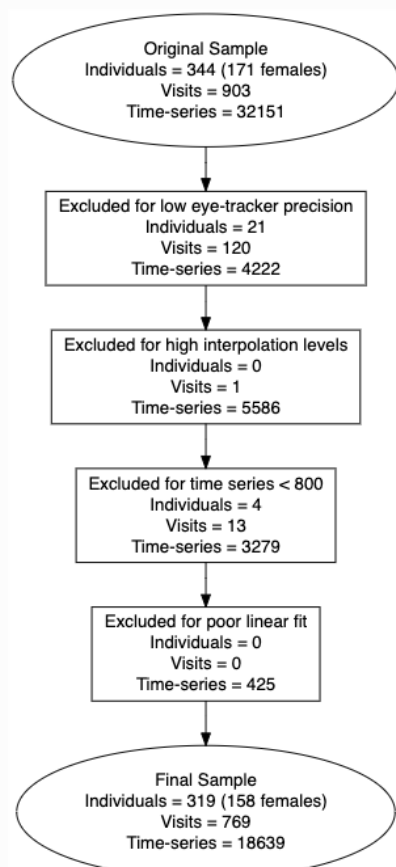 Original Sample
Individuals = 344 (171 females)
Visits = 903
Time-series = 32151
Excluded for low eye-tracker precision
Individuals = 21
Visits = 120
Time-series = 4222
Excluded for high interpolation levels
Individuals = 0
Visits = 1
Time-series = 5586
Excluded for time series < 800
Individuals = 4
Visits = 13
Time-series = 3279
Excluded for poor linear fit
Individuals = 0
Visits = 0
Time-series = 425
Final Sample
Individuals = 319 (158 females)
Visits = 769
Time-series = 18639